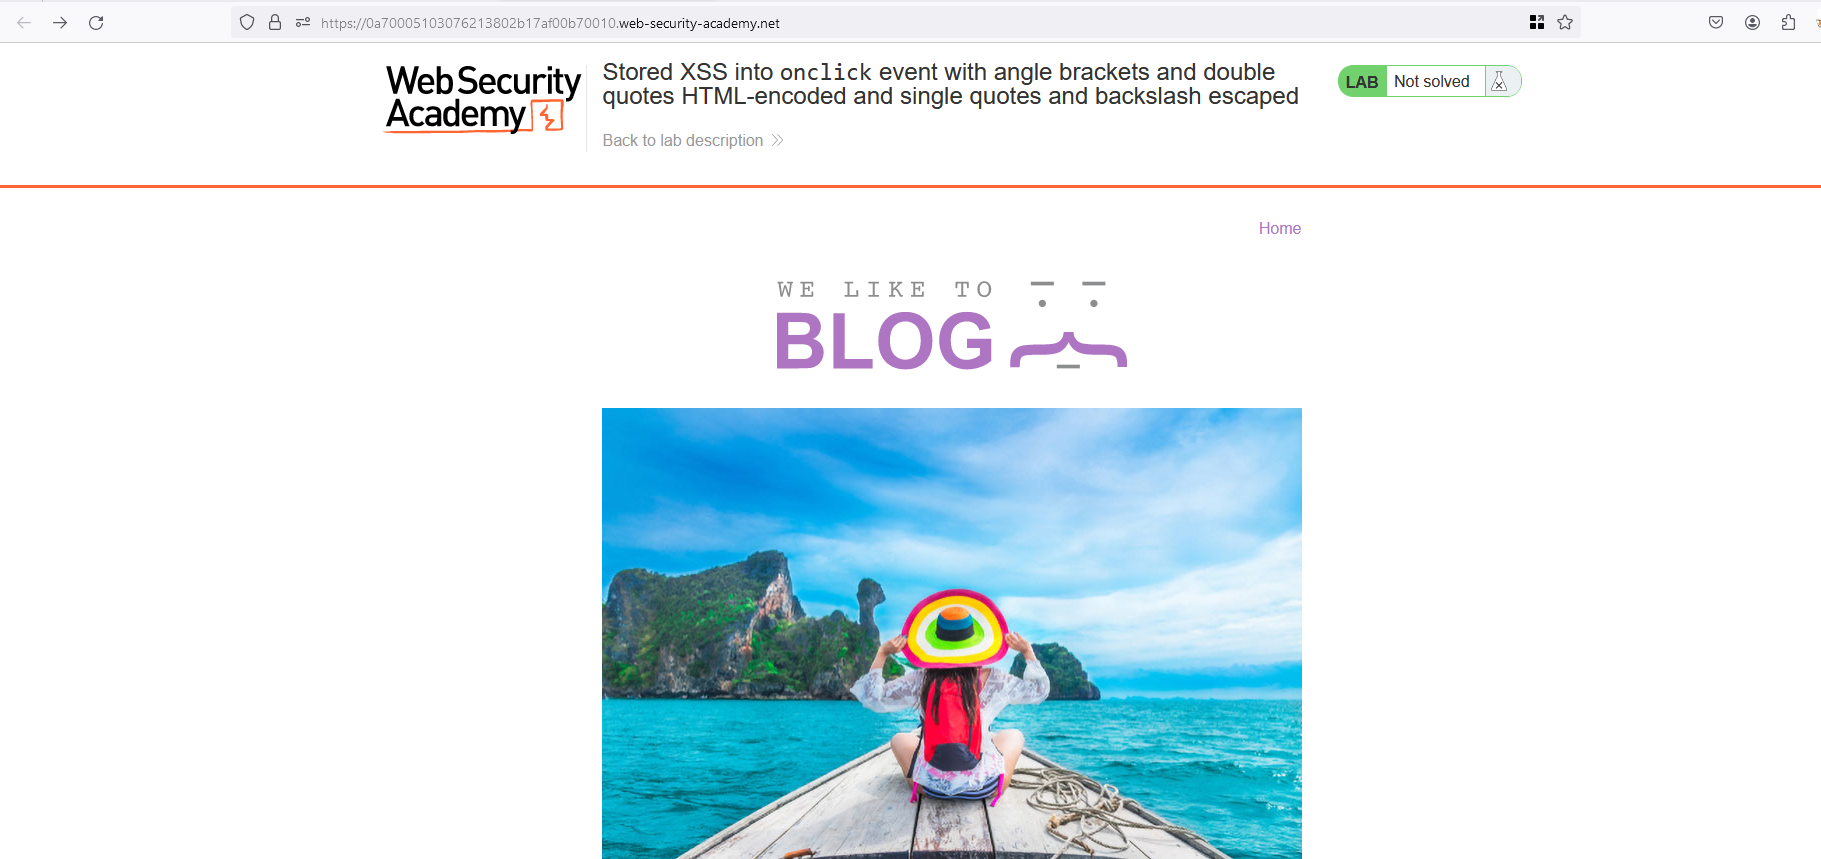 https://0a70005103076213802b17af00b70010.web-security-academy.net
Web Security
Academy
Stored XSS into onclick event with angle brackets and double
quotes HTML-encoded and single quotes and backslash escaped
Back to lab description
LAB Not solved
Home
WE LIKE TO
BLOG